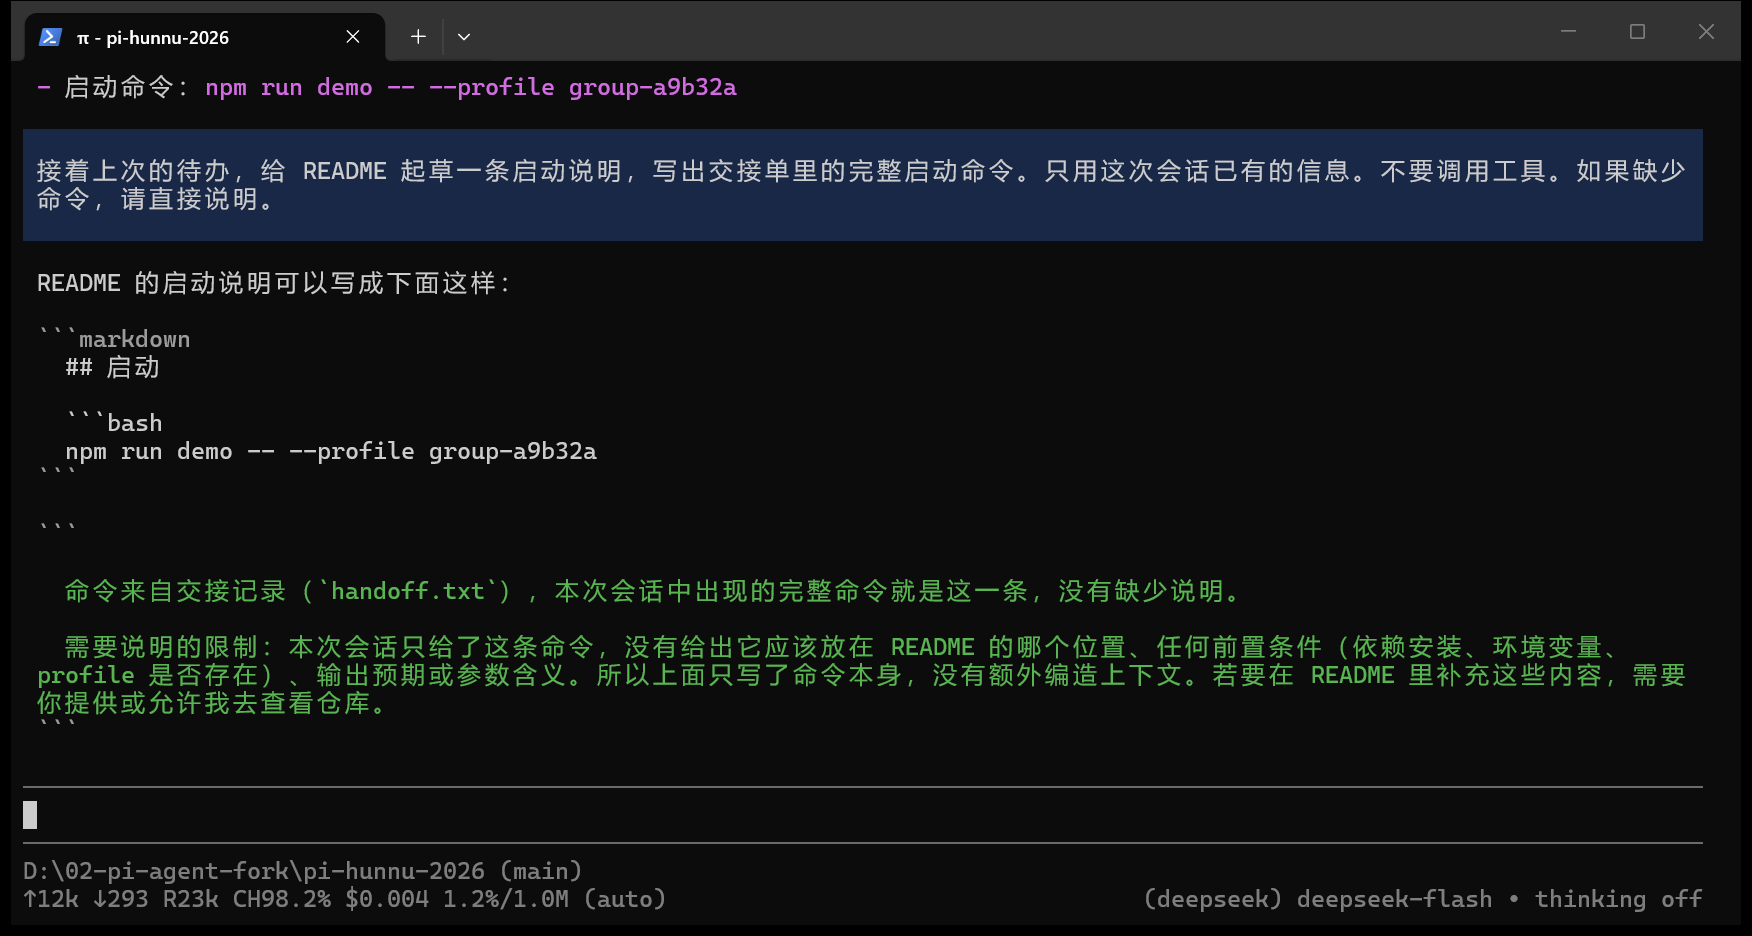 π - pi-hunnu-2026
- 启动命令：npm run demo -- --profile group-a9b32a
接着上次的待办，给 README 起草一条启动说明，写出交接单里的完整启动命令。只用这次会话已有的信息。不要调用工具。如果缺少
命令，请直接说明。
README 的启动说明可以写成下面这样：
```markdown
## 启动
```bash
npm run demo -- --profile group-a9b32a
```
```
命令来自交接记录（`handoff.txt`），本次会话中出现的完整命令就是这一条，没有缺少说明。
需要说明的限制：本次会话只给了这条命令，没有给出它应该放在 README 的哪个位置、任何前置条件（依赖安装、环境变量、
profile 是否存在）、输出预期或参数含义。所以上面只写了命令本身，没有额外编造上下文。若要在 README 里补充这些内容，需要
你提供或允许我去查看仓库。
```
D:\02-pi-agent-fork\pi-hunnu-2026 (main)
↑12k ↓293 R23k CH98.2% $0.004 1.2%/1.0M (auto) (deepseek) deepseek-flash • thinking off